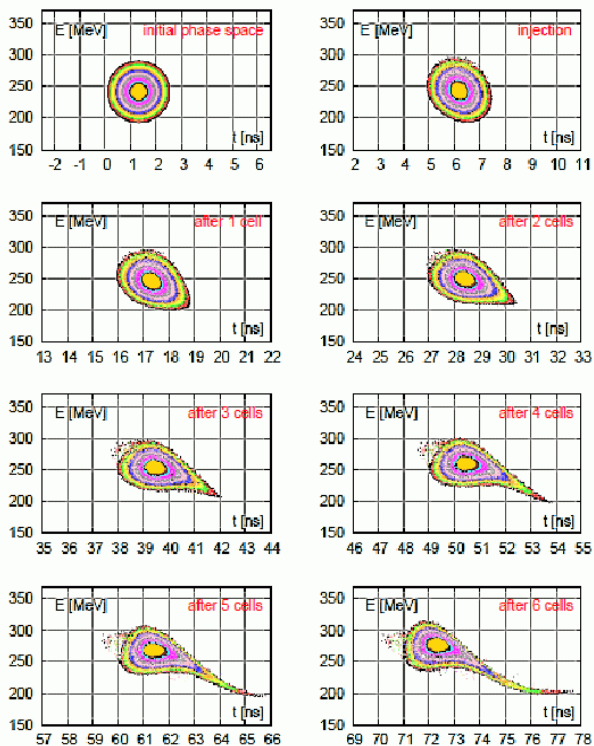 E [MeV] initial phase space
350
300
250
200
150
t [ns]
-2 -1 0 1 2 3 4 5 6
E [MeV] injection
350
300
250
200
150
t [ns]
2 3 4 5 6 7 8 9 10 11
E [MeV] after 1 cell
350
300
250
200
150
t [ns]
13 14 15 16 17 18 19 20 21 22
E [MeV] after 2 cells
350
300
250
200
150
t [ns]
24 25 26 27 28 29 30 31 32 33
E [MeV] after 3 cells
350
300
250
200
150
t [ns]
35 36 37 38 39 40 41 42 43 44
E [MeV] after 4 cells
350
300
250
200
150
t [ns]
46 47 48 49 50 51 52 53 54 55
E [MeV] after 5 cells
350
300
250
200
150
t [ns]
57 58 59 60 61 62 63 64 65 66
E [MeV] after 6 cells
350
300
250
200
150
t [ns]
69 70 71 72 73 74 75 76 77 78